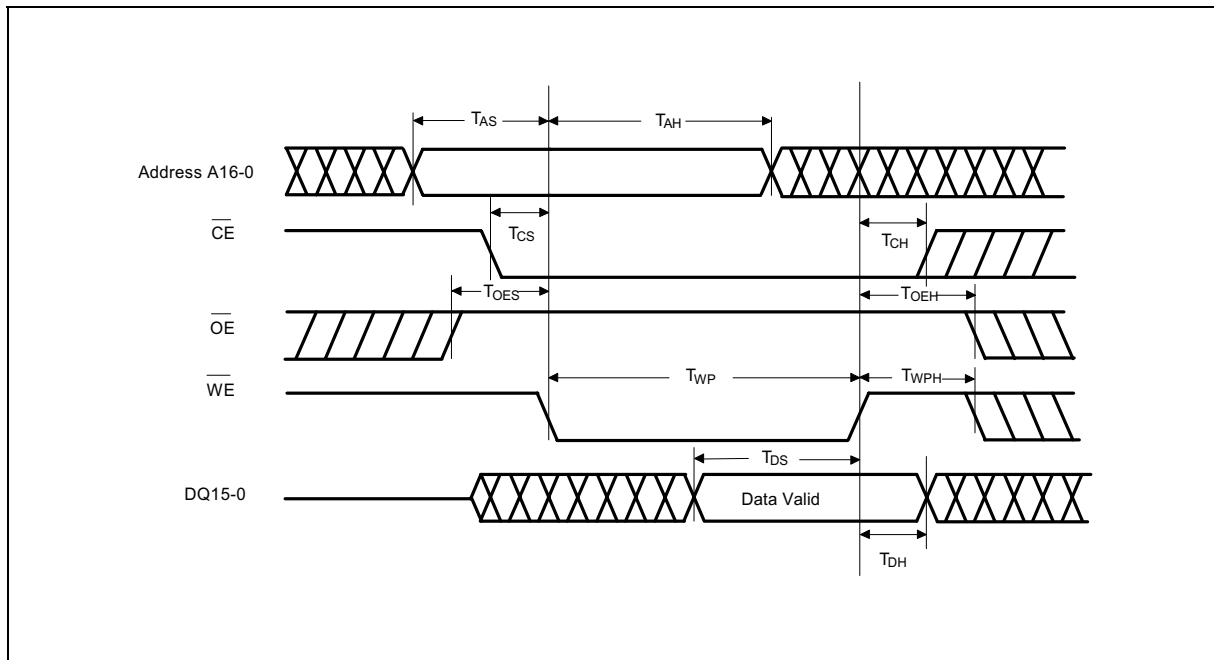 TAS
TAH
Address A16-0
CE
TCS
TCH
TOES
TOEH
OE
TWP
TWPH
WE
TDS
DQ15-0
Data Valid
TDH